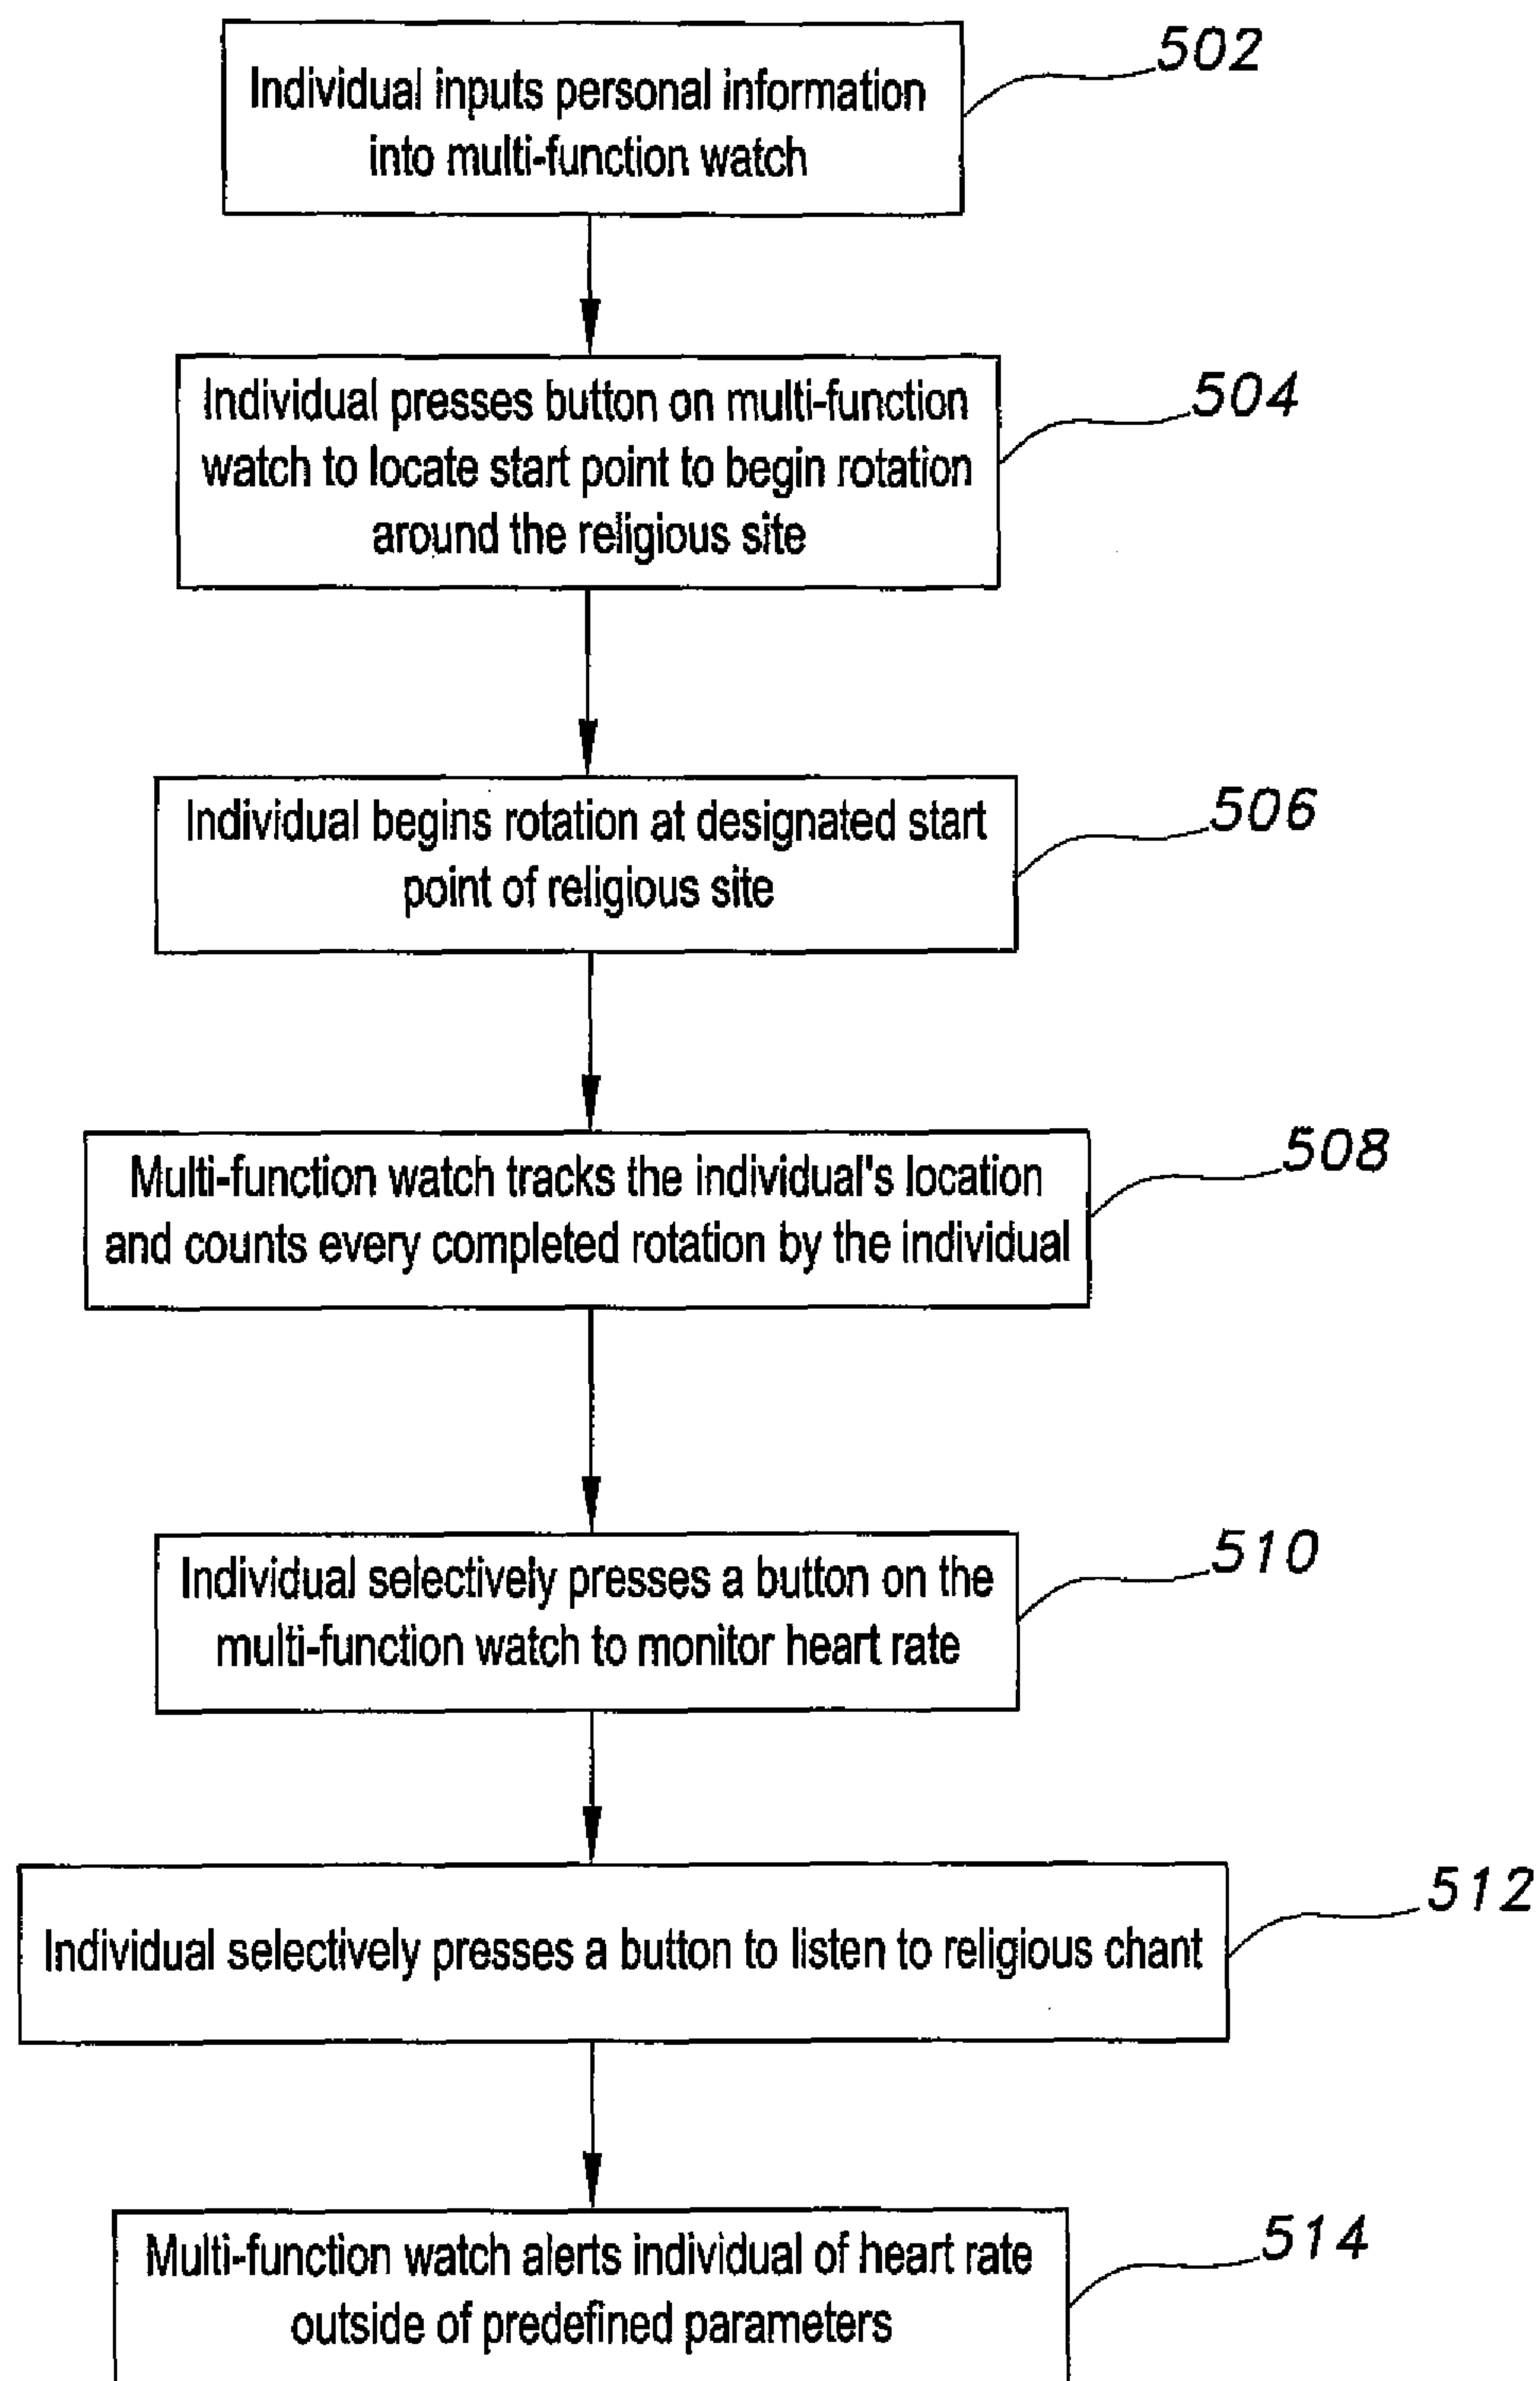 Individual inputs personal information
into multi-function watch
502
Individual presses button on multi-function
watch to locate start point to begin rotation
around the religious site
504
Individual begins rotation at designated start
point of religious site
506
Multi-function watch tracks the individual's location
and counts every completed rotation by the individual
508
Individual selectively presses a button on the
multi-function watch to monitor heart rate
510
Individual selectively presses a button to listen to religious chant
512
Multi-function watch alerts individual of heart rate
outside of predefined parameters
514